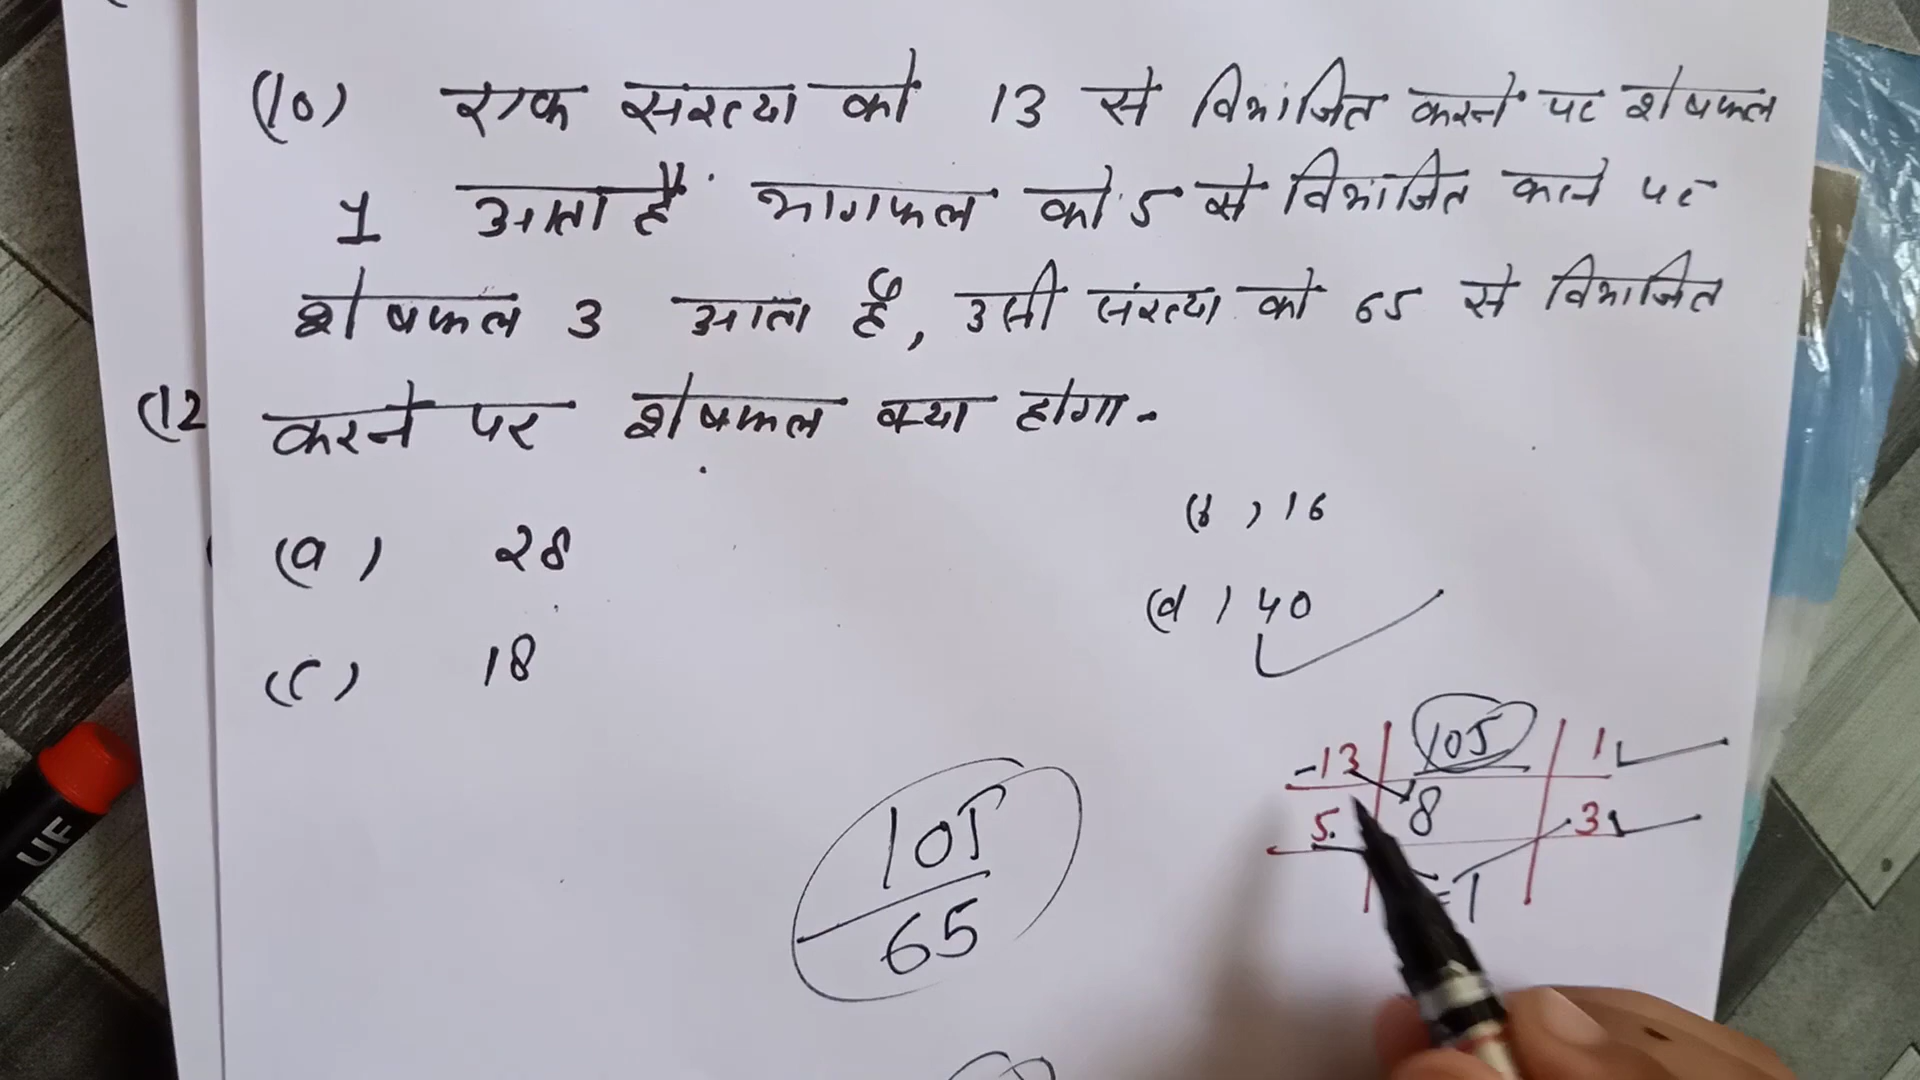 (10) एक संख्या को 13 से विभाजित करने पर शेषफल
1 आता है भागफल को 5 से विभाजित करने पर
शेषफल 3 आता है, उसी संख्या को 65 से विभाजित
(12
करने पर शेषफल क्या होगा -
(a) 28 (b) 16
(c) 18 (d) 40
13 105 1
5. 8 3
=1
105
65
UF